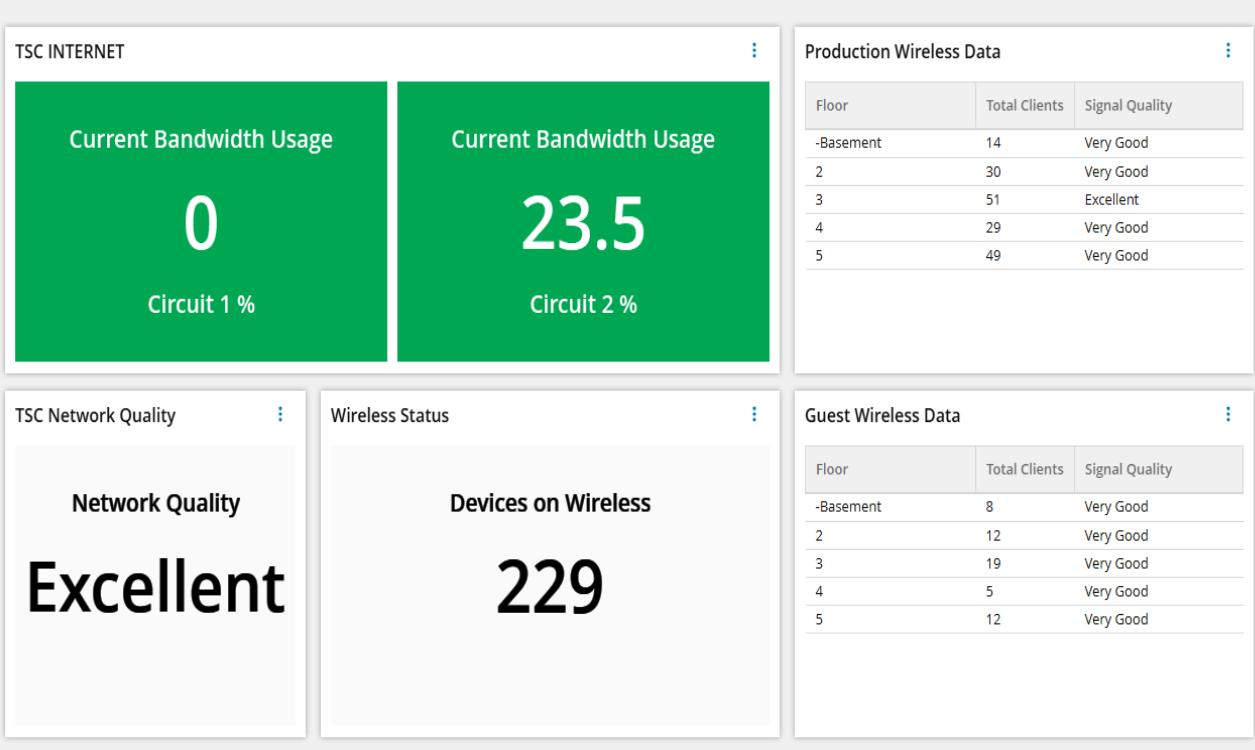 TSC INTERNET
Current Bandwidth Usage
0
Circuit 1 %
Current Bandwidth Usage
23.5
Circuit 2 %
Production Wireless Data
Floor Total Clients Signal Quality
-Basement 14 Very Good
2 30 Very Good
3 51 Excellent
4 29 Very Good
5 49 Very Good
TSC Network Quality
Network Quality
Excellent
Wireless Status
Devices on Wireless
229
Guest Wireless Data
Floor Total Clients Signal Quality
-Basement 8 Very Good
2 12 Very Good
3 19 Very Good
4 5 Very Good
5 12 Very Good